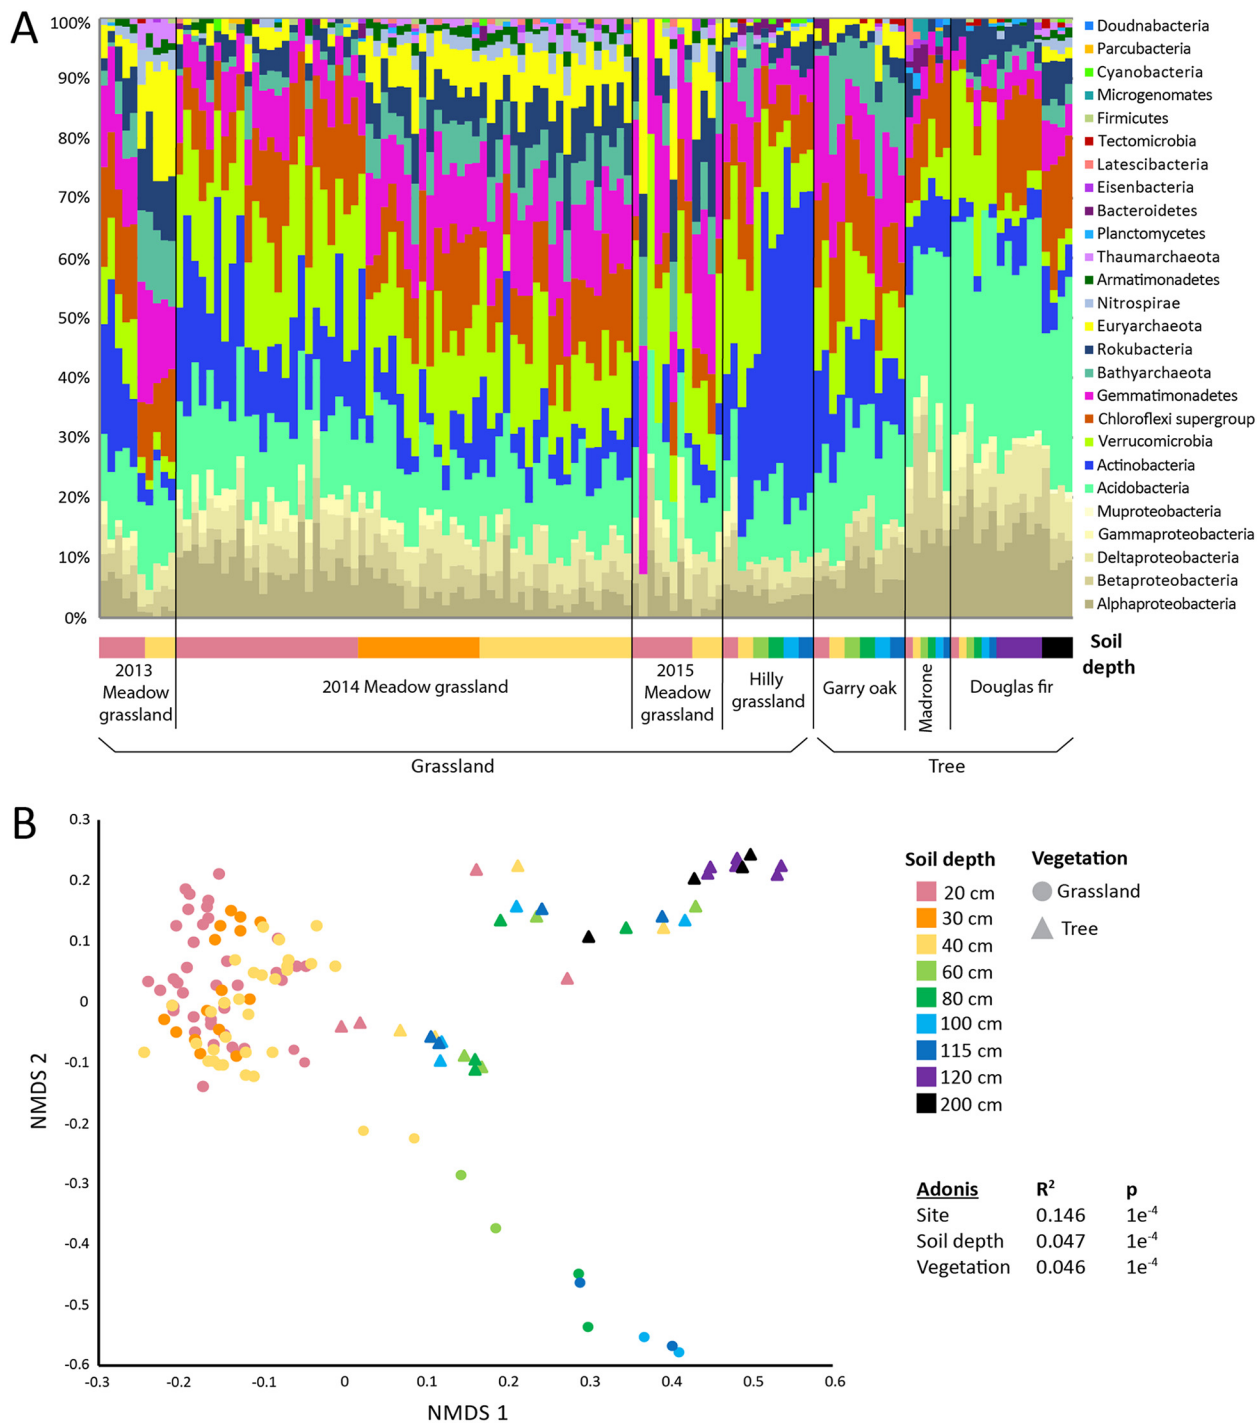 A
100%
90%
80%
70%
60%
50%
40%
30%
20%
10%
0%
Doudnabacteria
Parcubacteria
Cyanobacteria
Microgenomates
Firmicutes
Tectomicrobia
Latescibacteria
Eisenbacteria
Bacteroidetes
Planctomycetes
Thaumarchaeota
Armatimonadetes
Nitrospirae
Euryarchaeota
Rokubacteria
Bathyarchaeota
Gemmatimonadetes
Chloroflexi supergroup
Verrucomicrobia
Actinobacteria
Acidobacteria
Muproteobacteria
Gammaproteobacteria
Deltaproteobacteria
Betaproteobacteria
Alphaproteobacteria
Soil
depth
2013
Meadow
grassland
2014 Meadow grassland
2015
Meadow
grassland
Hilly
grassland
Garry oak
Madrone
Douglas fir
Grassland
Tree
B
NMDS 2
0.3
0.2
0.1
0
-0.1
-0.2
-0.3
-0.4
-0.5
-0.6
-0.3
-0.2
-0.1
0
0.1
0.2
0.3
0.4
0.5
0.6
NMDS 1
Soil depth
20 cm
30 cm
40 cm
60 cm
80 cm
100 cm
115 cm
120 cm
200 cm
Vegetation
Grassland
Tree
Adonis R² p
Site 0.146 1e⁻⁴
Soil depth 0.047 1e⁻⁴
Vegetation 0.046 1e⁻⁴